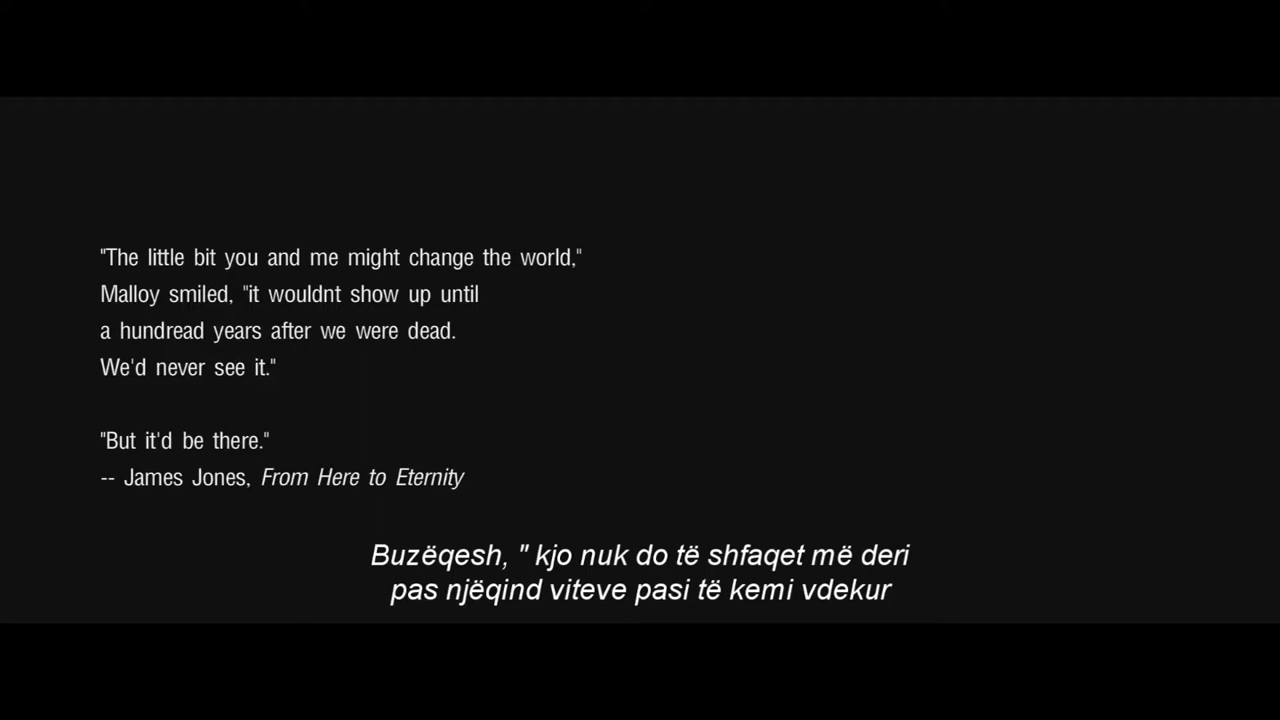 "The little bit you and me might change the world,"
Malloy smiled, "it wouldnt show up until
a hundread years after we were dead.
We'd never see it."
"But it'd be there."
-- James Jones, From Here to Eternity
Buzëqesh, " kjo nuk do të shfaqet më deri
pas njëqind viteve pasi të kemi vdekur